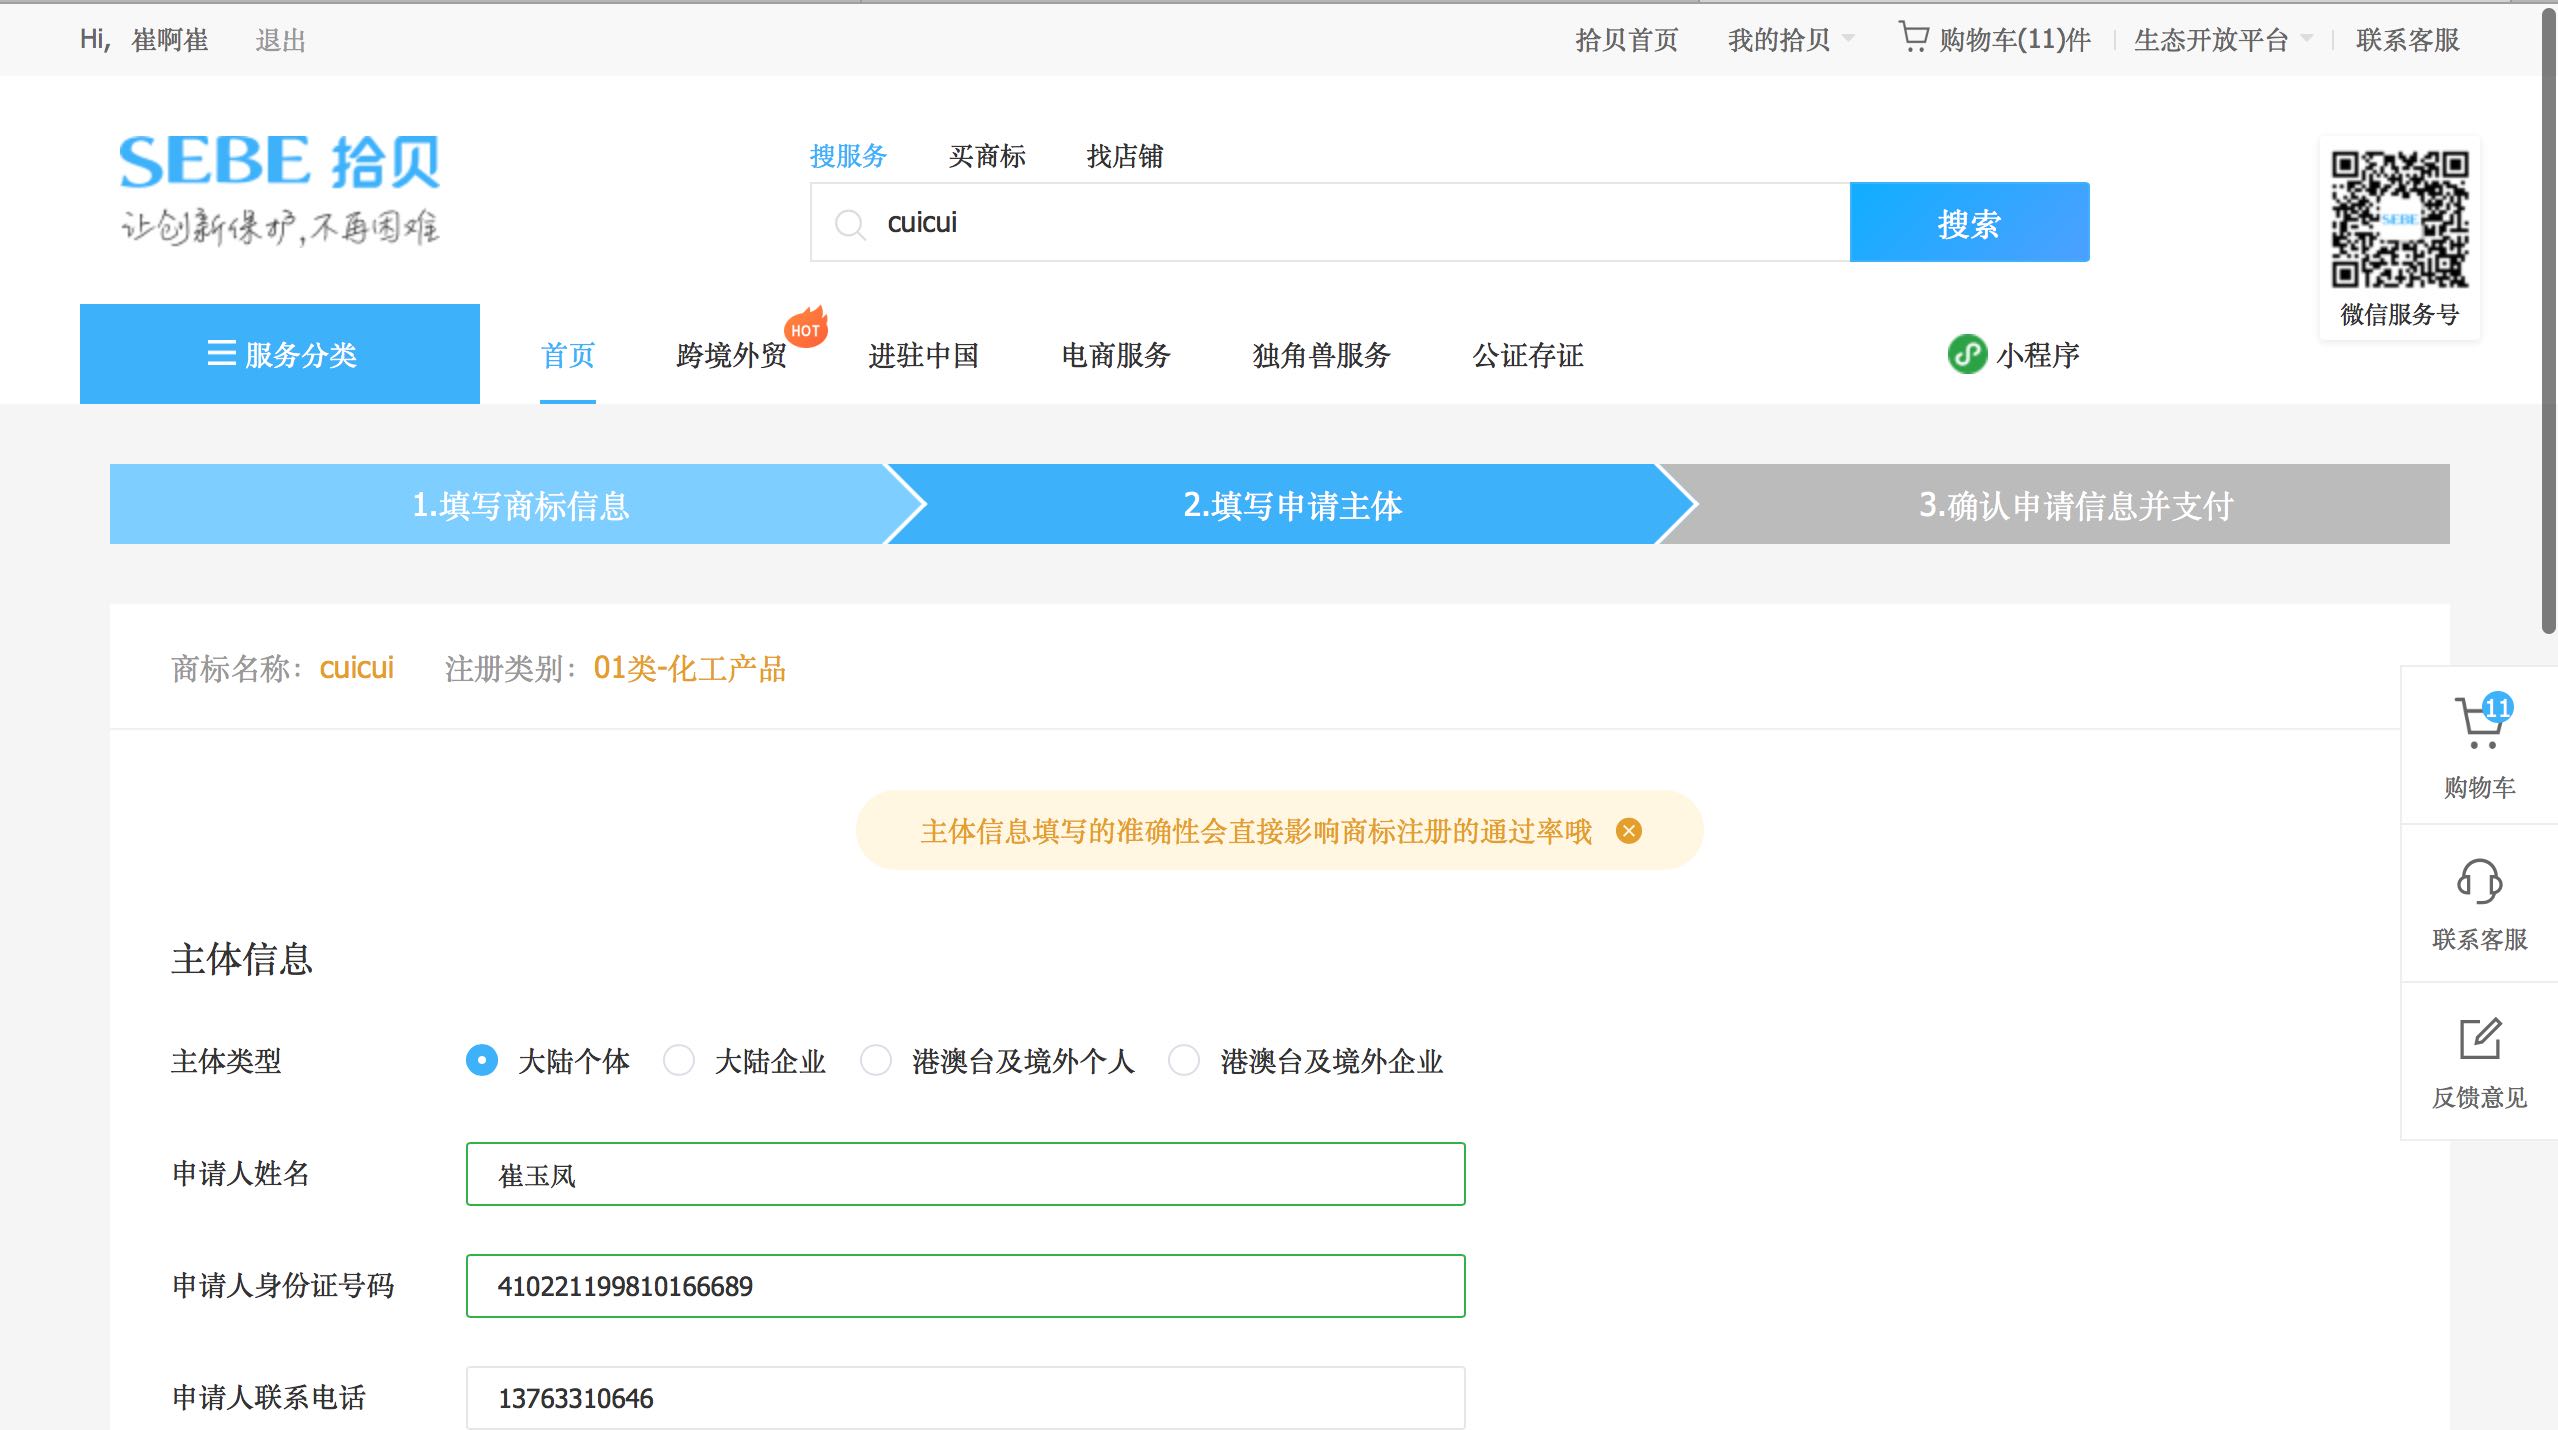 Hi, 崔啊崔 退出 拾贝首页 我的拾贝 购物车(11)件 生态开放平台 联系客服
SEBE 拾贝
让创新保护,不再困难
搜服务 买商标 找店铺
cuicui 搜索
SEBE
微信服务号
服务分类 首页 跨境外贸 HOT 进驻中国 电商服务 独角兽服务 公证存证 小程序
1.填写商标信息 2.填写申请主体 3.确认申请信息并支付
商标名称： cuicui 注册类别： 01类-化工产品
11
购物车
主体信息填写的准确性会直接影响商标注册的通过率哦
联系客服
主体信息
主体类型 大陆个体 大陆企业 港澳台及境外个人 港澳台及境外企业
反馈意见
申请人姓名 崔玉凤
申请人身份证号码 410221199810166689
申请人联系电话 13763310646